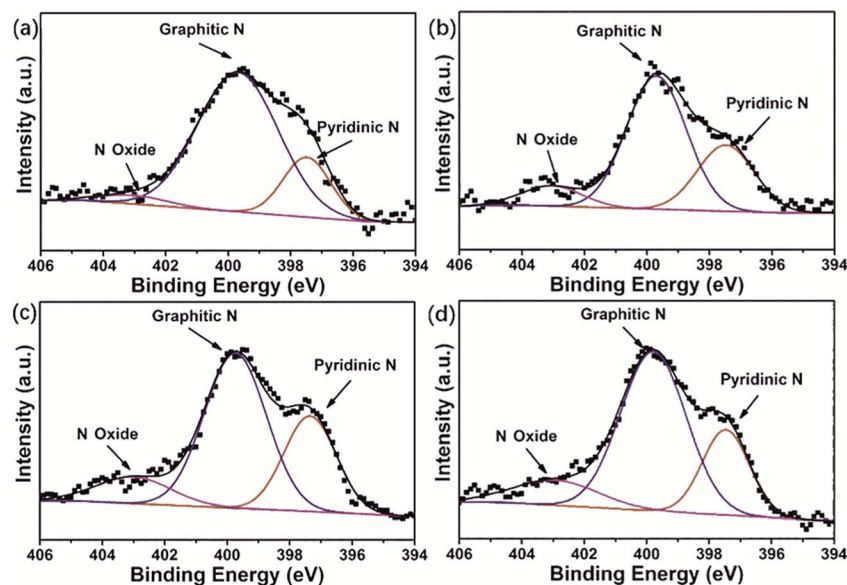 (a)
Graphitic N
Pyridinic N
N Oxide
Intensity (a.u.)
406 404 402 400 398 396 394
Binding Energy (eV)
(b)
Graphitic N
Pyridinic N
N Oxide
Intensity (a.u.)
406 404 402 400 398 396 394
Binding Energy (eV)
(c)
Graphitic N
Pyridinic N
N Oxide
Intensity (a.u.)
406 404 402 400 398 396 394
Binding Energy (eV)
(d)
Graphitic N
Pyridinic N
N Oxide
Intensity (a.u.)
406 404 402 400 398 396 394
Binding Energy (eV)